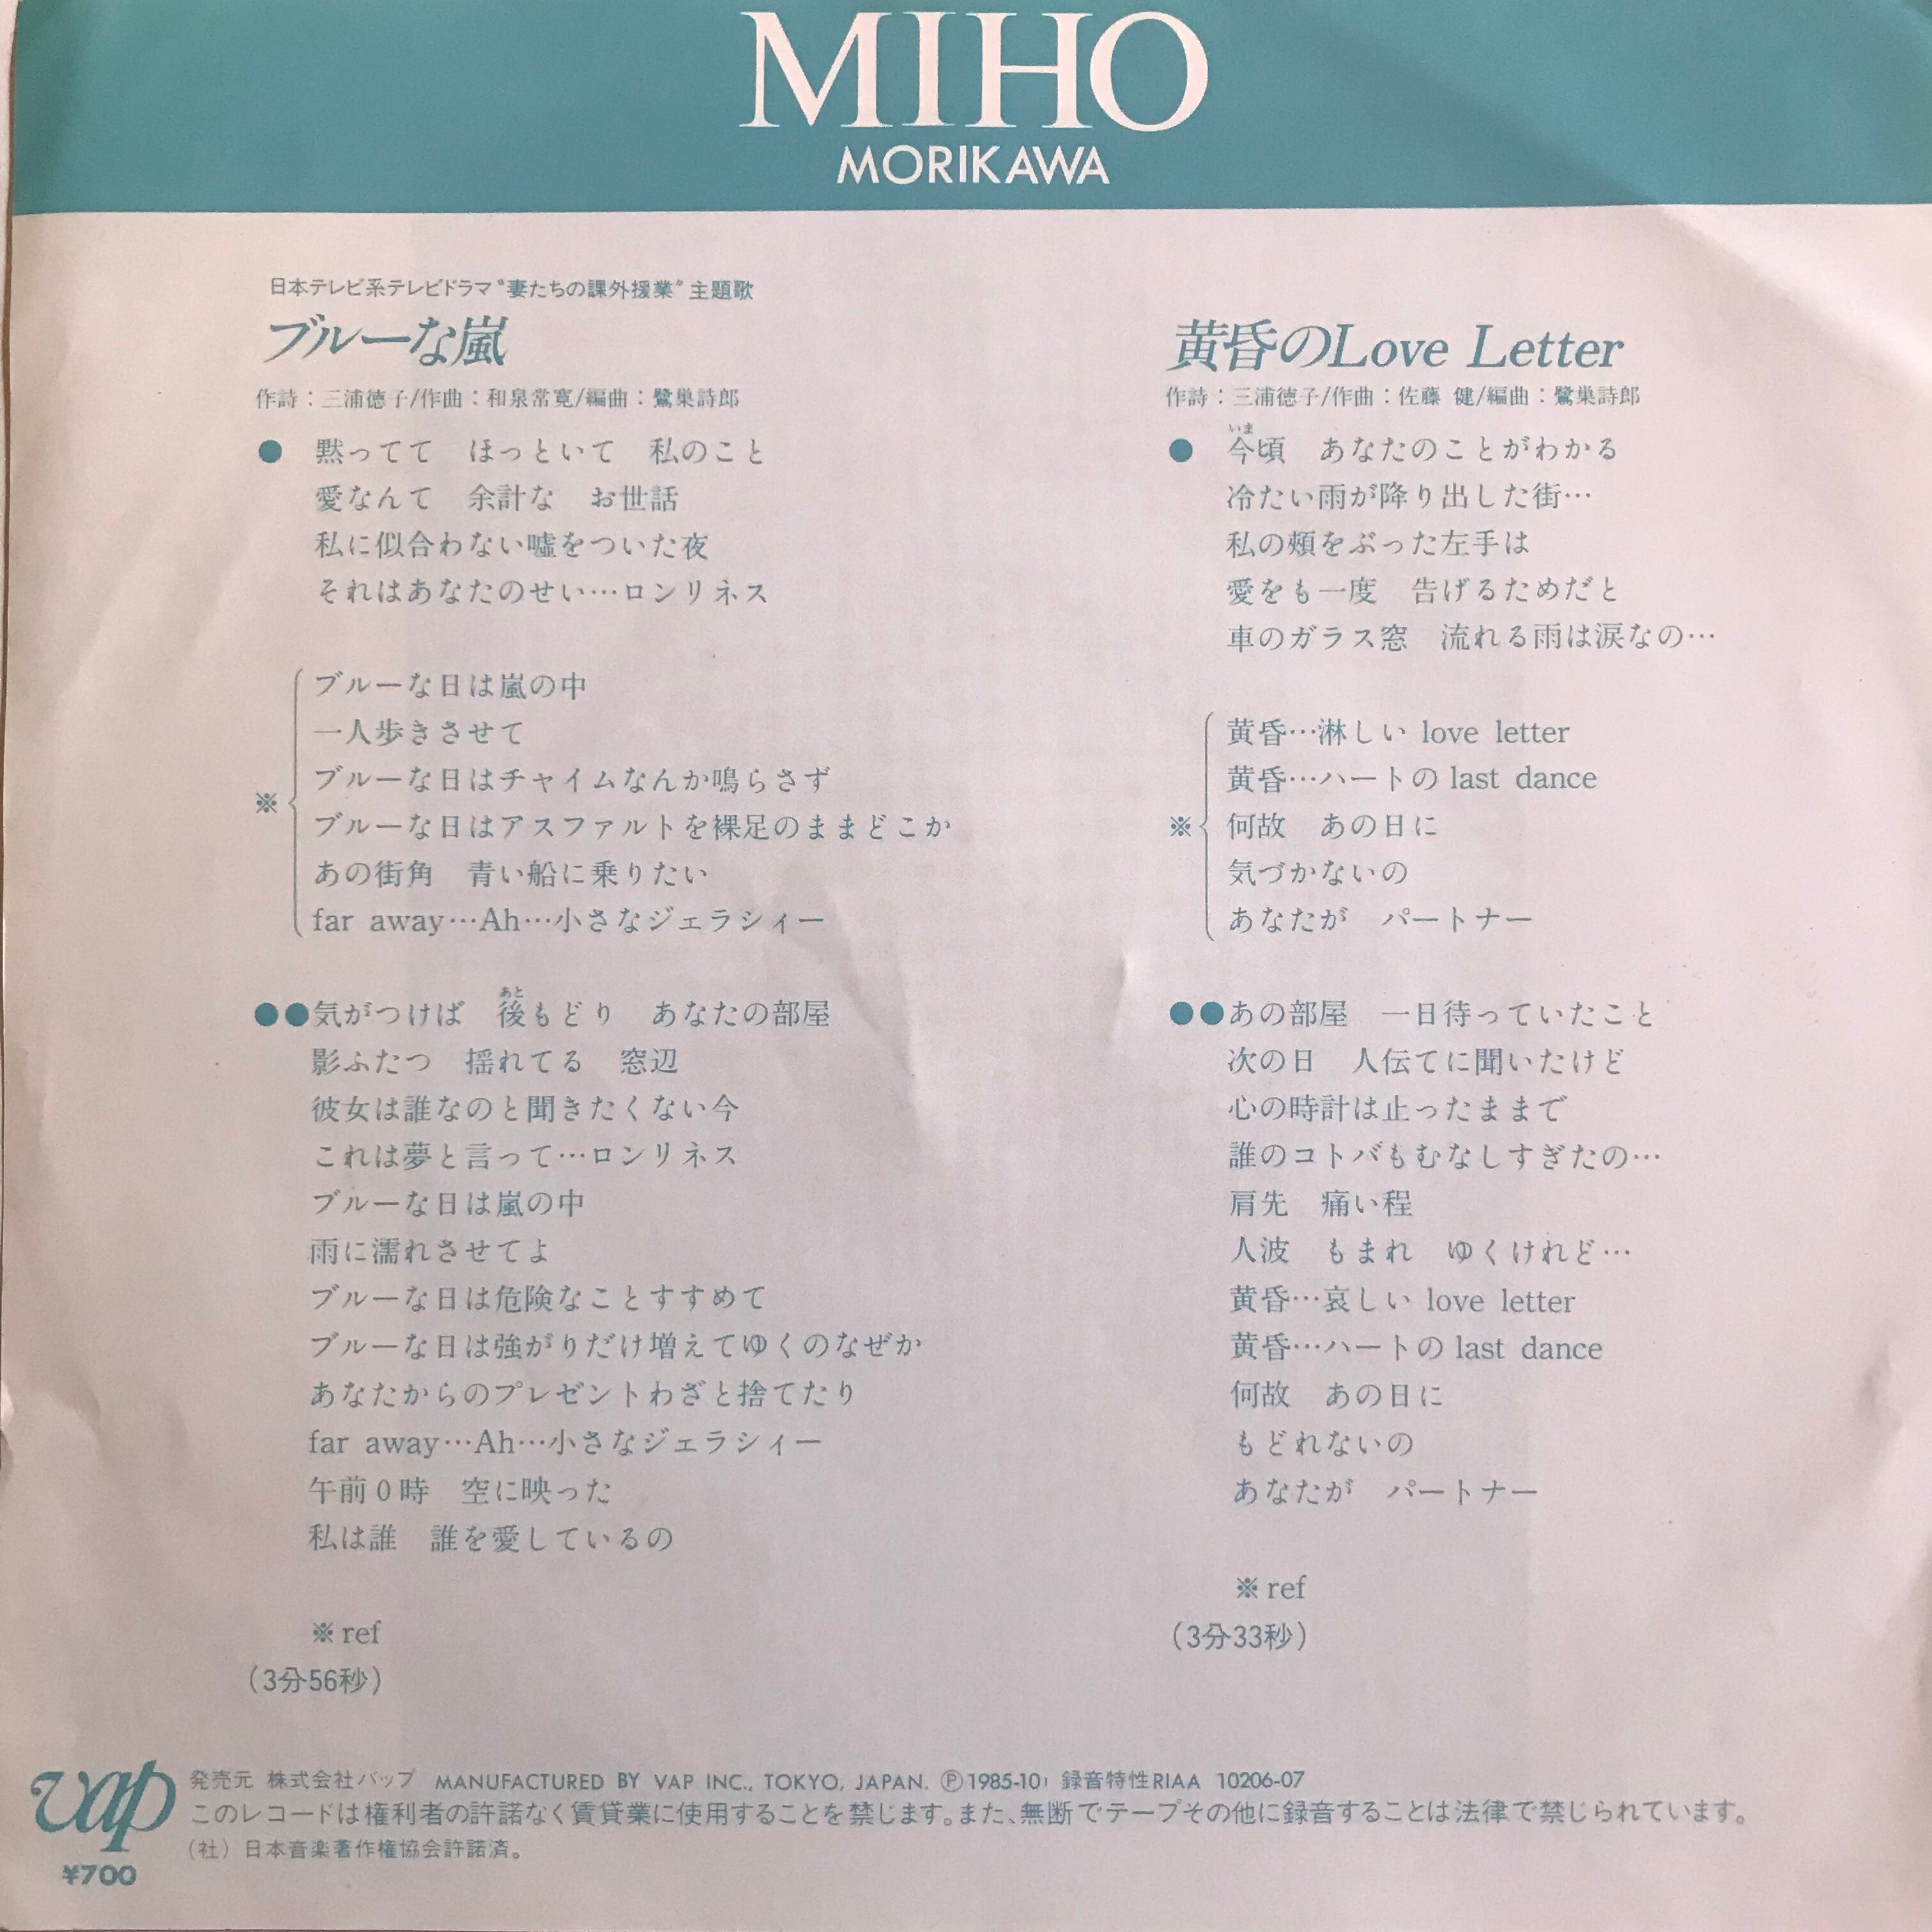 MIHO
MORIKAWA
日本テレビ系テレビドラマ“妻たちの課外授業”主題歌
ブルーな嵐
作詩：三浦徳子/作曲：和泉常寛/編曲：鷺巣詩郎
● 黙ってて　ほっといて　私のこと
愛なんて　余計な　お世話
私に似合わない嘘をついた夜
それはあなたのせい…ロンリネス
ブルーな日は嵐の中
一人歩きさせて
ブルーな日はチャイムなんか鳴らさず
※
ブルーな日はアスファルトを裸足のままどこか
あの街角　青い船に乗りたい
far away…Ah…小さなジェラシィー
あと
●●気がつけば　後もどり　あなたの部屋
影ふたつ　揺れてる　窓辺
彼女は誰なのと聞きたくない今
これは夢と言って…ロンリネス
ブルーな日は嵐の中
雨に濡れさせてよ
ブルーな日は危険なことすすめて
ブルーな日は強がりだけ増えてゆくのなぜか
あなたからのプレゼントわざと捨てたり
far away…Ah…小さなジェラシィー
午前０時　空に映った
私は誰　誰を愛しているの
※ref
(3分56秒)
黄昏のLove Letter
作詩：三浦徳子/作曲：佐藤 健/編曲：鷺巣詩郎
いま
● 今頃　あなたのことがわかる
冷たい雨が降り出した街…
私の頬をぶった左手は
愛をも一度　告げるためだと
車のガラス窓　流れる雨は涙なの…
黄昏…淋しい love letter
黄昏…ハートの last dance
※ 何故　あの日に
気づかないの
あなたが　パートナー
●●あの部屋　一日待っていたこと
次の日　人伝てに聞いたけど
心の時計は止ったままで
誰のコトバもむなしすぎたの…
肩先　痛い程
人波　もまれ　ゆくけれど…
黄昏…哀しい love letter
黄昏…ハートの last dance
何故　あの日に
もどれないの
あなたが　パートナー
※ref
(3分33秒)
vap
¥700
発売元 株式会社バップ MANUFACTURED BY VAP INC., TOKYO, JAPAN. Ⓟ1985-10 録音特性RIAA 10206-07
このレコードは権利者の許諾なく賃貸業に使用することを禁じます。また、無断でテープその他に録音することは法律で禁じられています。
(社)日本音楽著作権協会許諾済。